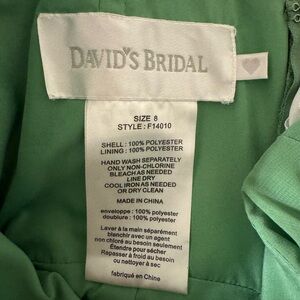 DAVID'S BRIDAL
SIZE 8
STYLE : F14010
SHELL : 100% POLYESTER
LINING : 100% POLYESTER
HAND WASH SEPARATELY
ONLY NON-CHLORINE
BLEACH AS NEEDED
LINE DRY
COOL IRON AS NEEDED
OR DRY CLEAN
MADE IN CHINA
enveloppe : 100% polyester
doublure : 100% polyester
Laver à la main séparément
blanchir avec un agent
non chloré au besoin seulement
Étendre pour sécher
Repasser à froid au besoin
ou nettoyer à sec
fabriqué en Chine